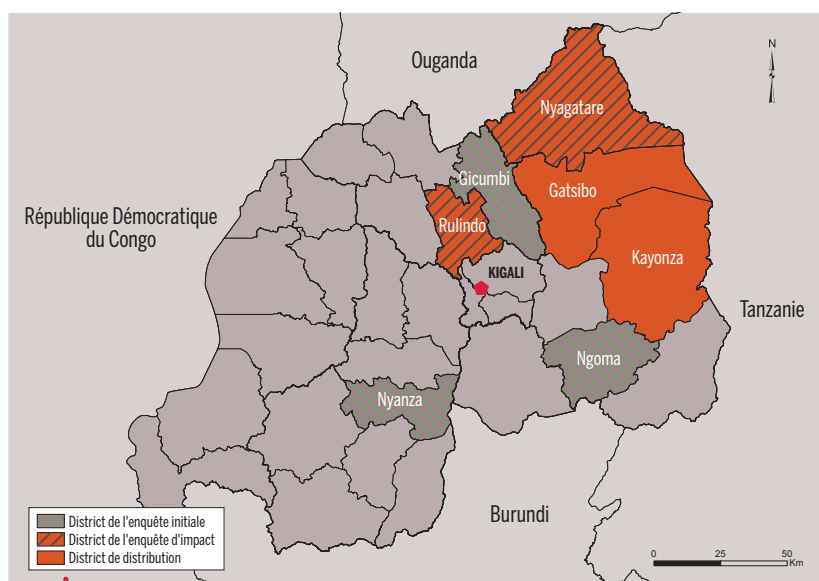 Ouganda
N
Nyagatare
Gicumbi
Gatsibo
République Démocratique
du Congo
Rulindo
KIGALI
Kayonza
Tanzanie
Ngoma
Nyanza
Burundi
District de l'enquête initiale
District de l'enquête d'impact
District de distribution
0 25 50
Km